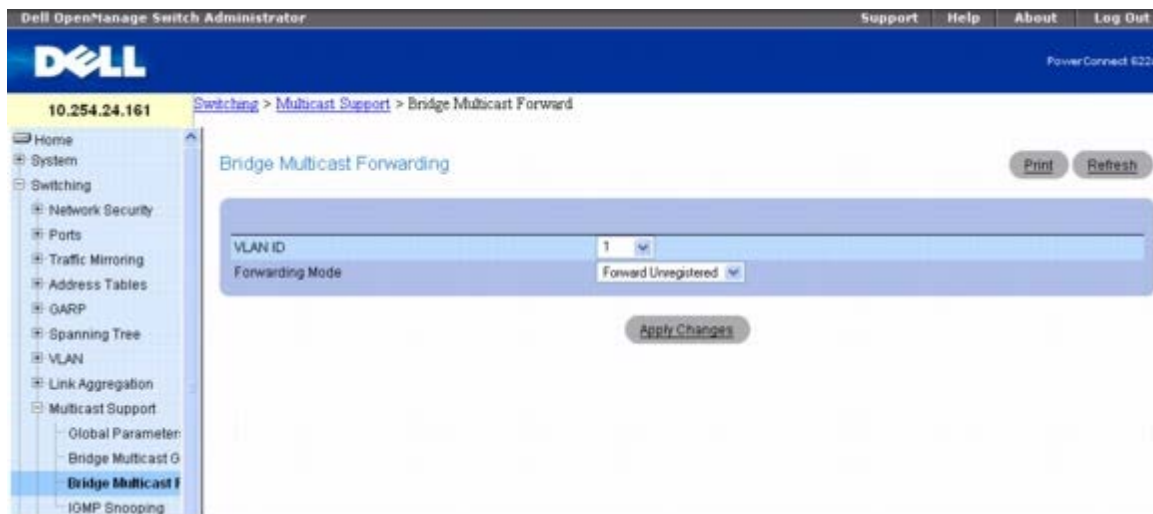 Dell OpenManage Switch Administrator
Support Help About Log Out
DELL
PowerConnect 622
10.254.24.161
Switching > Multicast Support > Bridge Multicast Forward
Home
System
Switching
Network Security
Ports
Traffic Mirroring
Address Tables
GARP
Spanning Tree
VLAN
Link Aggregation
Multicast Support
Global Parameter
Bridge Multicast G
Bridge Multicast F
IGMP Snooping
Bridge Multicast Forwarding
Print Refresh
VLAN ID 1
Forwarding Mode Forward Unregistered
Apply Changes